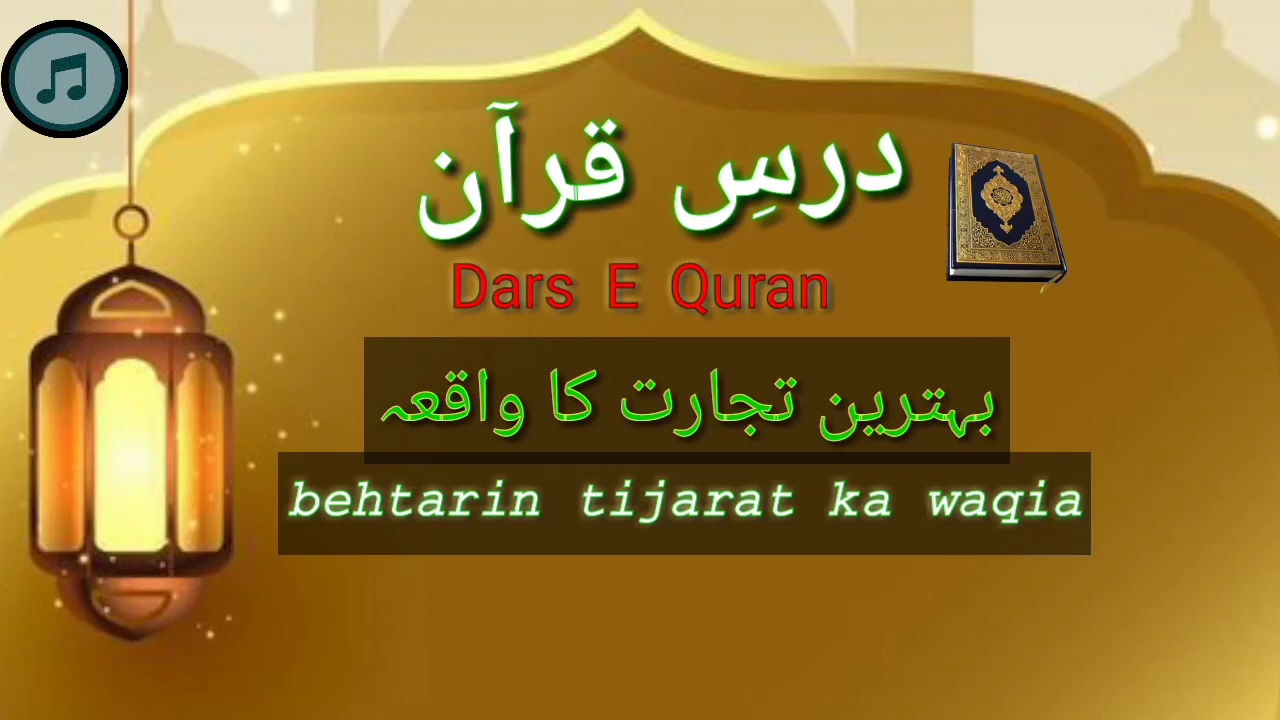 درسِ قرآن
Dars E Quran
بہترین تجارت کا واقعہ
behtarin tijarat ka waqia